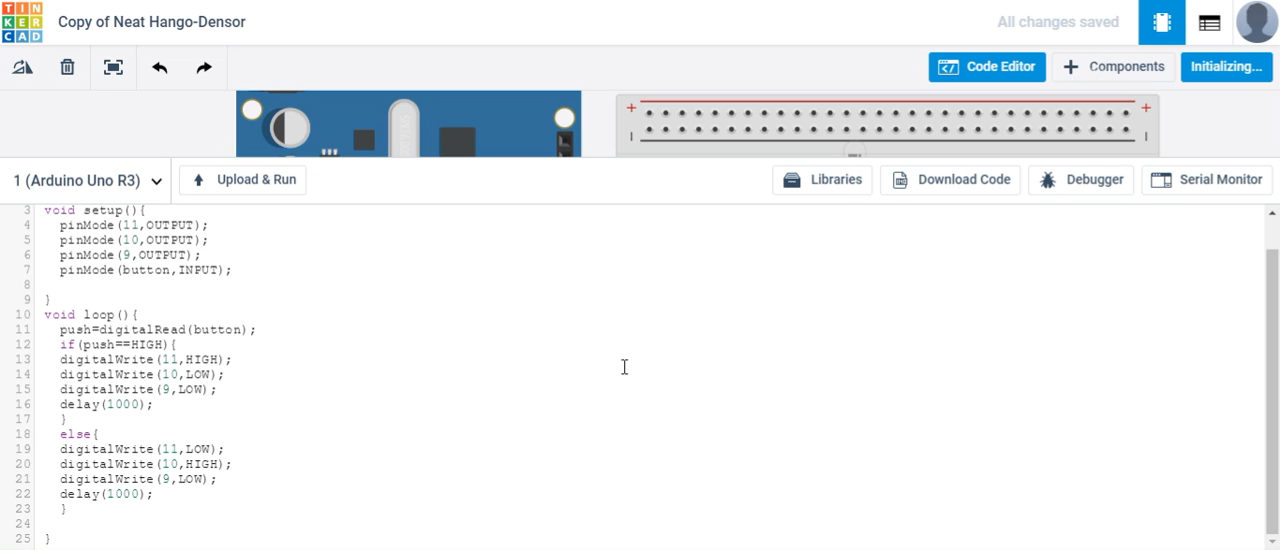 TIN
KER
CAD
Copy of Neat Hango-Densor
All changes saved
Code Editor
+ Components
Initializing...
+ +
1 (Arduino Uno R3)
Upload & Run
Libraries
Download Code
Debugger
Serial Monitor
3 void setup(){
4 pinMode(11,OUTPUT);
5 pinMode(10,OUTPUT);
6 pinMode(9,OUTPUT);
7 pinMode(button,INPUT);
8
9 }
10 void loop(){
11 push=digitalRead(button);
12 if(push==HIGH){
13 digitalWrite(11,HIGH);
14 digitalWrite(10,LOW);
15 digitalWrite(9,LOW);
16 delay(1000);
17 }
18 else{
19 digitalWrite(11,LOW);
20 digitalWrite(10,HIGH);
21 digitalWrite(9,LOW);
22 delay(1000);
23 }
24
25 }